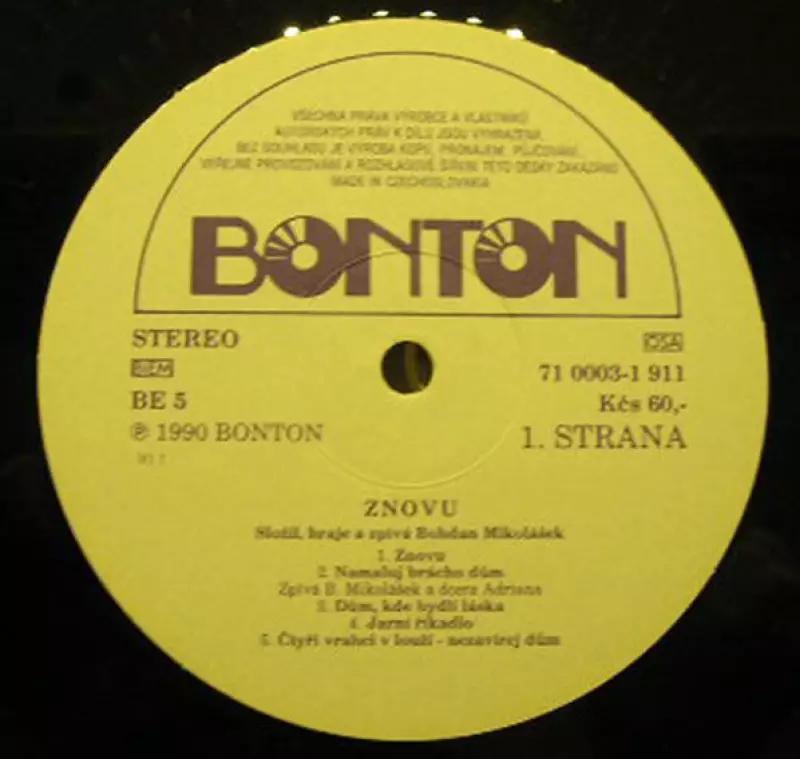 VŠECHNA PRÁVA VÝROBCE A VLASTNÍKŮ
AUTORSKÝCH PRÁV K DÍLU JSOU VYHRAZENA
BEZ SOUHLASU JE VÝROBA KOPIÍ, PRONÁJEM, PŮJČOVÁNÍ,
VEŘEJNÉ PROVOZOVÁNÍ A ROZHLASOVÉ ŠÍŘENÍ TÉTO DESKY ZAKÁZÁNO
MADE IN CZECHOSLOVAKIA
BONTON
STEREO
OSA
BIEM
71 0003-1 911
BE 5
Kčs 60,-
℗ 1990 BONTON
1. STRANA
ZNOVU
Složil, hraje a zpívá Bohdan Mikolášek
1. Znovu
2. Namaluj brácho dům
Zpívá B. Mikolášek a dcera Adriana
3. Dům, kde bydlí láska
4. Jarní říkadlo
5. Čtyři vrahci v louži - nezavírej dům